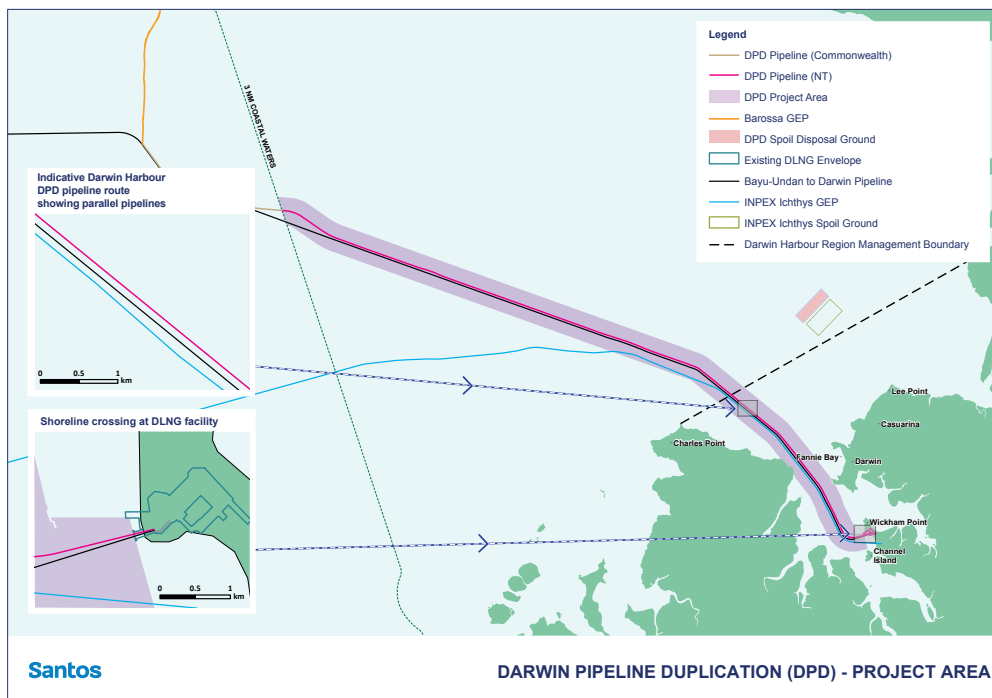 Legend
DPD Pipeline (Commonwealth)
DPD Pipeline (NT)
DPD Project Area
Barossa GEP
DPD Spoil Disposal Ground
Existing DLNG Envelope
Bayu-Undan to Darwin Pipeline
INPEX Ichthys GEP
INPEX Ichthys Spoil Ground
Darwin Harbour Region Management Boundary
3 NM COASTAL WATERS
Indicative Darwin Harbour
DPD pipeline route
showing parallel pipelines
0 0.5 1
km
Shoreline crossing at DLNG facility
0 0.5 1
km
Lee Point
Casuarina
Charles Point
Fannie Bay
Darwin
Wickham Point
Channel
Island
Santos
DARWIN PIPELINE DUPLICATION (DPD) - PROJECT AREA